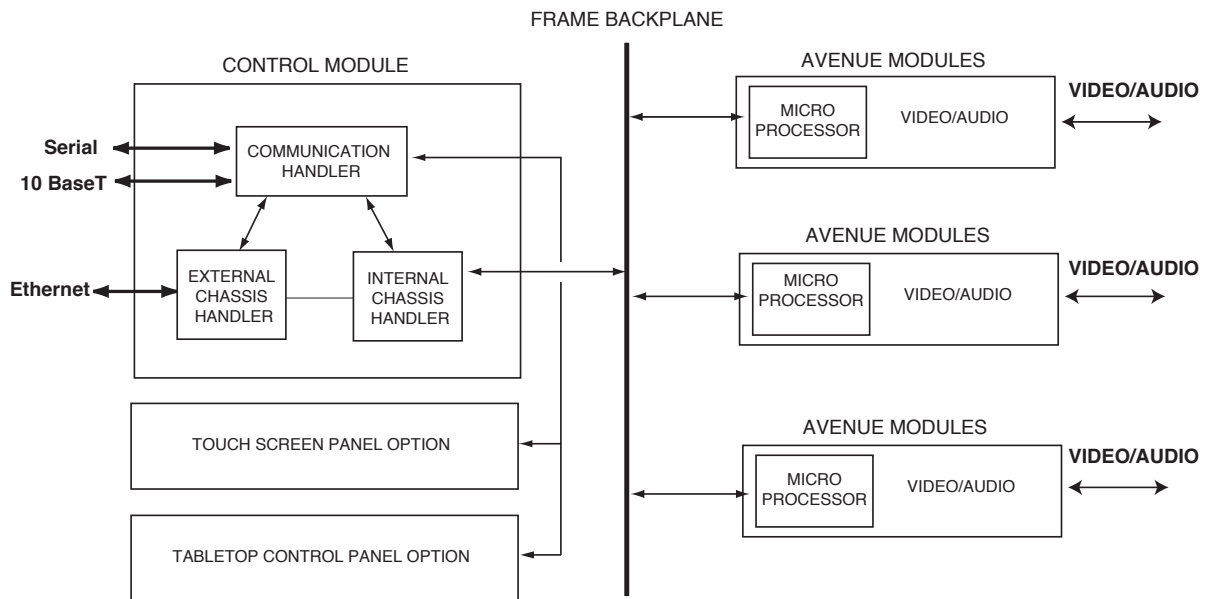 FRAME BACKPLANE
CONTROL MODULE
Serial
10 BaseT
Ethernet
COMMUNICATION
HANDLER
EXTERNAL
CHASSIS
HANDLER
INTERNAL
CHASSIS
HANDLER
TOUCH SCREEN PANEL OPTION
TABLETOP CONTROL PANEL OPTION
AVENUE MODULES
MICRO
PROCESSOR
VIDEO/AUDIO
VIDEO/AUDIO
AVENUE MODULES
MICRO
PROCESSOR
VIDEO/AUDIO
VIDEO/AUDIO
AVENUE MODULES
MICRO
PROCESSOR
VIDEO/AUDIO
VIDEO/AUDIO